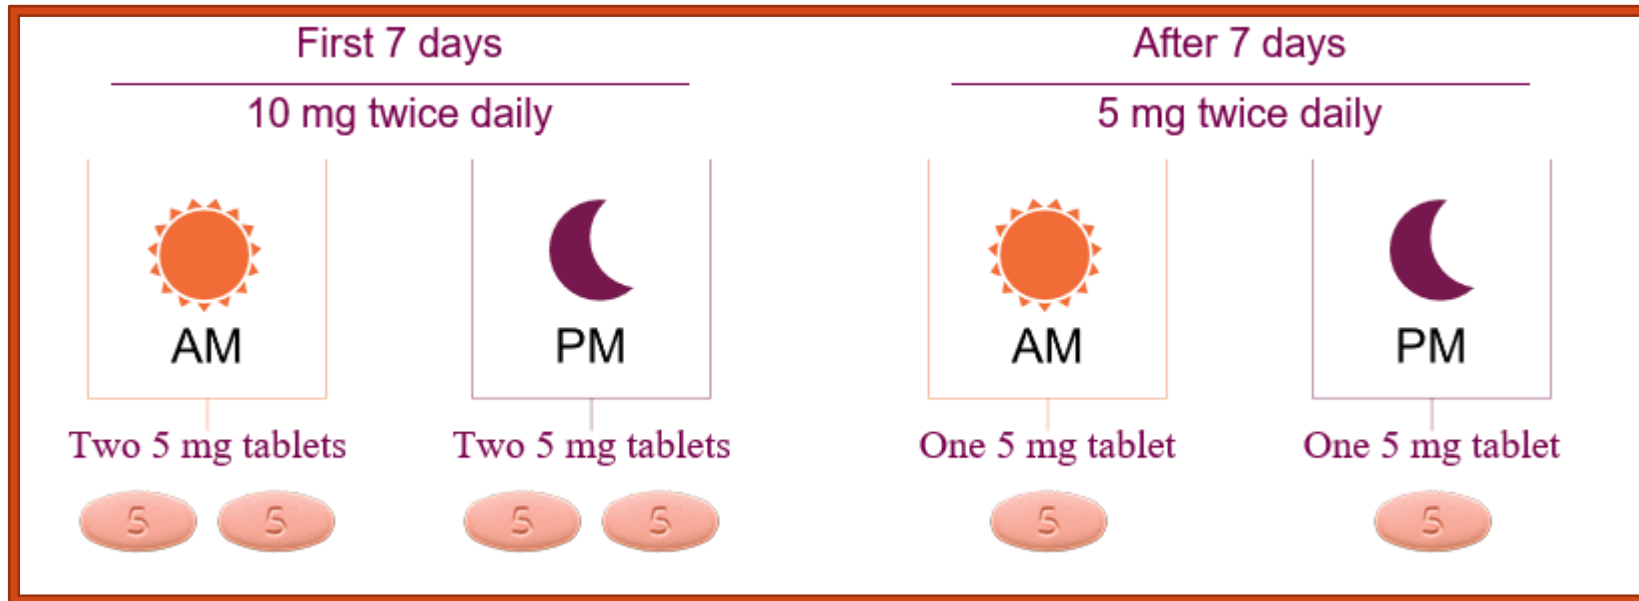 First 7 days
10 mg twice daily
AM
PM
Two 5 mg tablets
Two 5 mg tablets
5
5
5
5
After 7 days
5 mg twice daily
AM
PM
One 5 mg tablet
One 5 mg tablet
5
5